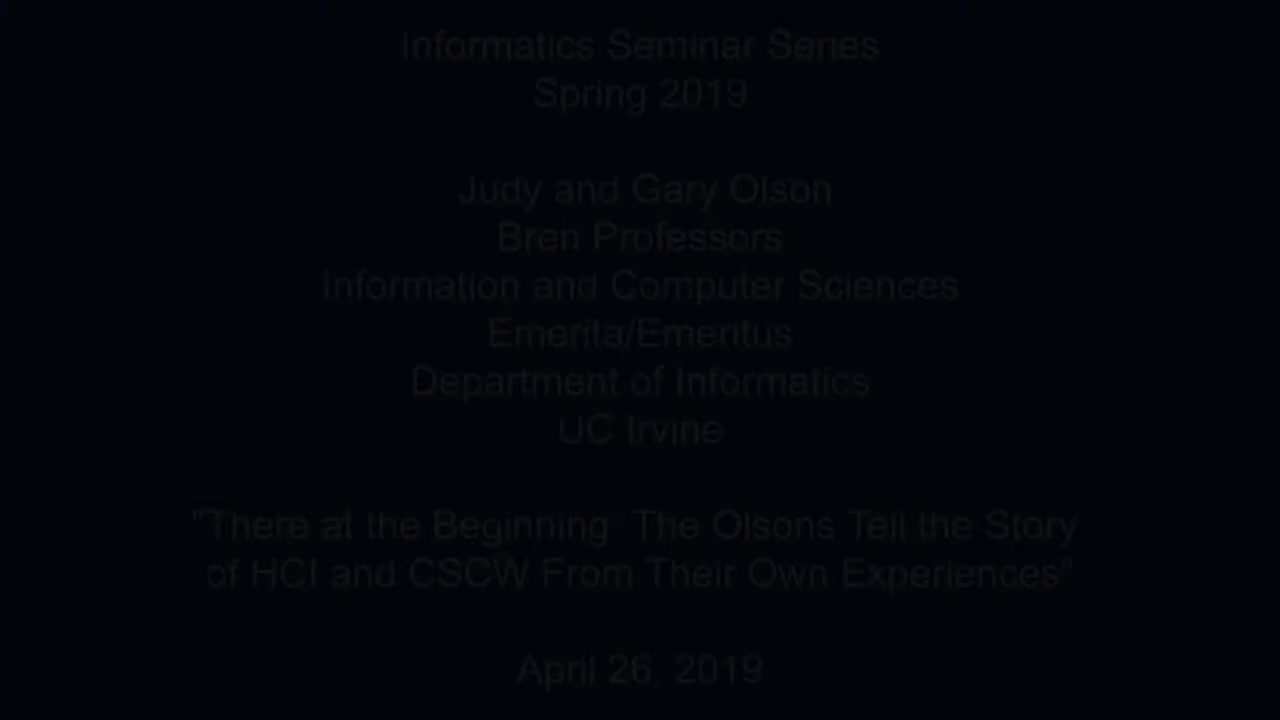 Informatics Seminar Series
Spring 2019
Judy and Gary Olson
Bren Professors
Information and Computer Sciences
Emerita/Emeritus
Department of Informatics
UC Irvine
"There at the Beginning: The Olsons Tell the Story
of HCI and CSCW From Their Own Experiences"
April 26, 2019